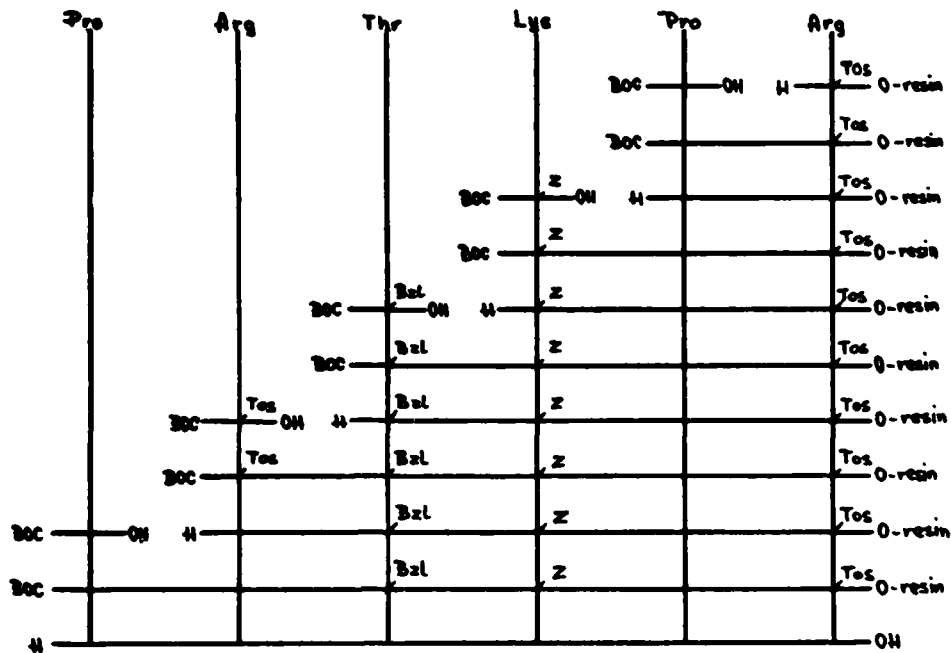 Pro Arg Thr Lys Pro Arg
BOC OH H Tos O-resin
BOC Tos O-resin
BOC Z OH H Tos O-resin
BOC Z Tos O-resin
BOC Bzl OH H Z Tos O-resin
BOC Bzl Z Tos O-resin
BOC Tos OH H Bzl Z Tos O-resin
BOC Tos Bzl Z Tos O-resin
BOC OH H Bzl Z Tos O-resin
BOC Bzl Z Tos O-resin
H OH